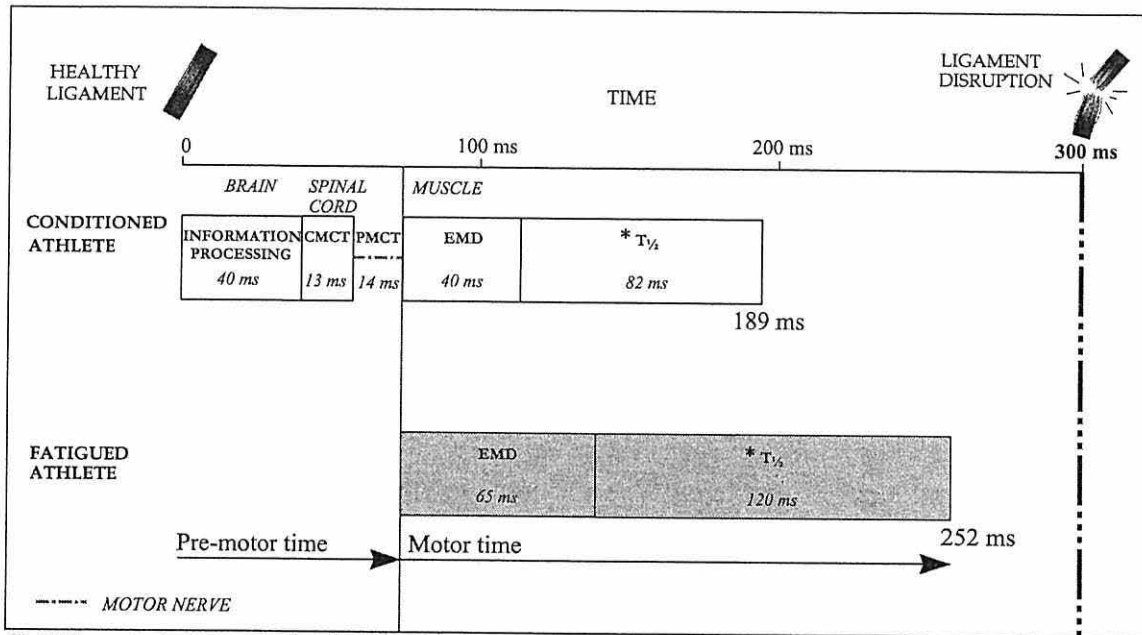 HEALTHY
LIGAMENT
TIME
LIGAMENT
DISRUPTION
0
100 ms
200 ms
300 ms
BRAIN
SPINAL
CORD
MUSCLE
CONDITIONED
ATHLETE
INFORMATION
PROCESSING
40 ms
CMCT
13 ms
PMCT
14 ms
EMD
40 ms
* T½
82 ms
189 ms
FATIGUED
ATHLETE
EMD
65 ms
* T½
120 ms
252 ms
Pre-motor time
Motor time
MOTOR NERVE